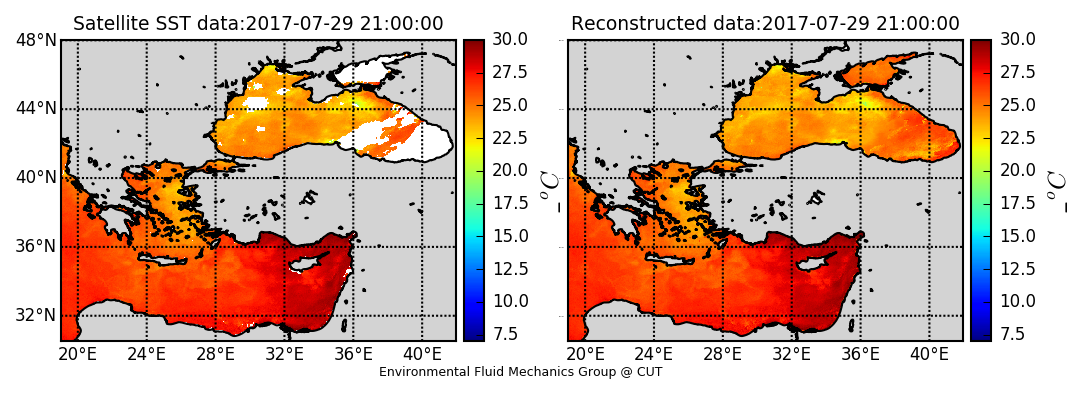 Satellite SST data:2017-07-29 21:00:00
48°N
44°N
40°N
36°N
32°N
20°E 24°E 28°E 32°E 36°E 40°E
30.0
27.5
25.0
22.5
20.0
17.5
15.0
12.5
10.0
7.5
_ °C
Reconstructed data:2017-07-29 21:00:00
20°E 24°E 28°E 32°E 36°E 40°E
30.0
27.5
25.0
22.5
20.0
17.5
15.0
12.5
10.0
7.5
_ °C
Environmental Fluid Mechanics Group @ CUT